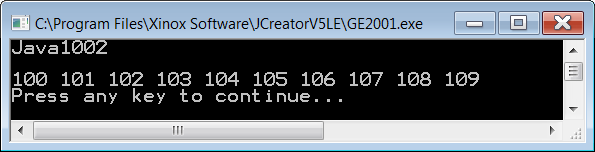 C:\Program Files\Xinox Software\JCreatorV5LE\GE2001.exe
Java1002
100 101 102 103 104 105 106 107 108 109
Press any key to continue...